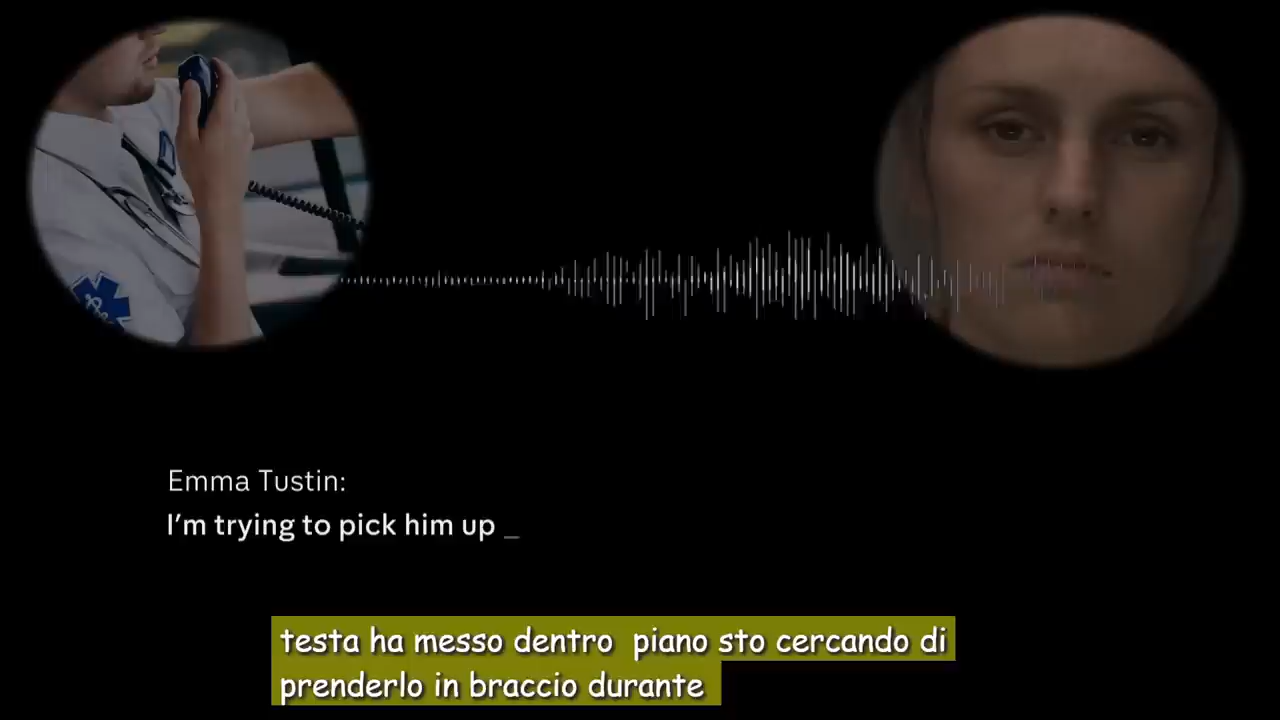 Emma Tustin:
I'm trying to pick him up _
testa ha messo dentro piano sto cercando di
prenderlo in braccio durante